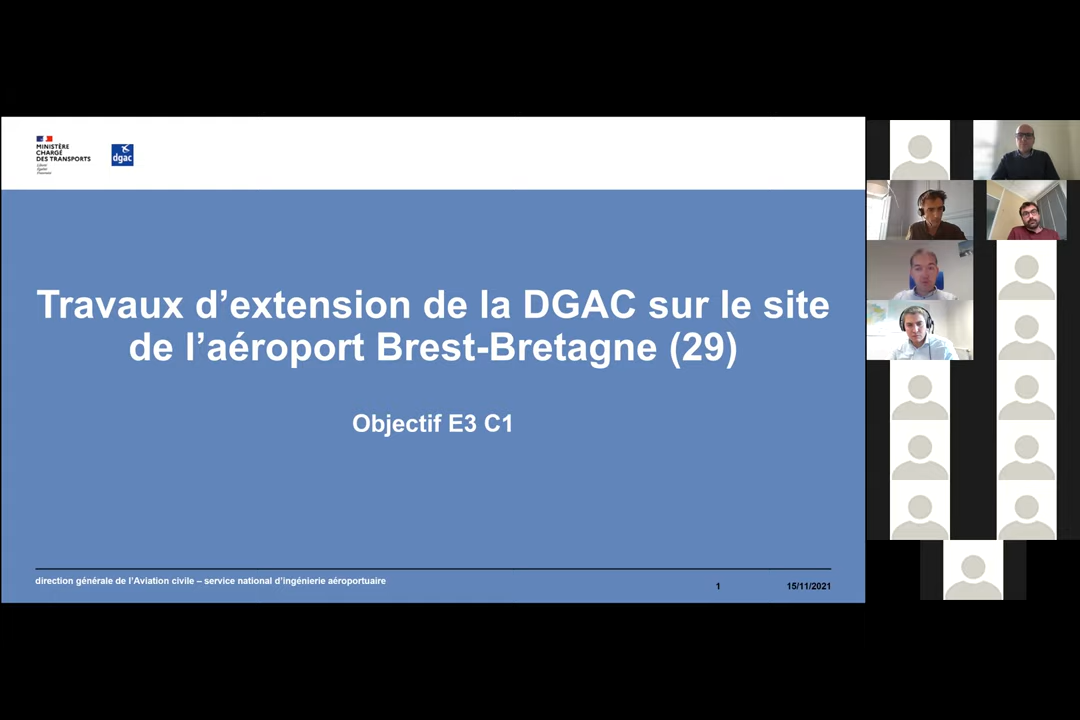 MINISTÈRE
CHARGÉ
DES TRANSPORTS
Liberté
Égalité
Fraternité
dgac
Travaux d’extension de la DGAC sur le site
de l’aéroport Brest-Bretagne (29)
Objectif E3 C1
direction générale de l’Aviation civile – service national d’ingénierie aéroportuaire
1
15/11/2021